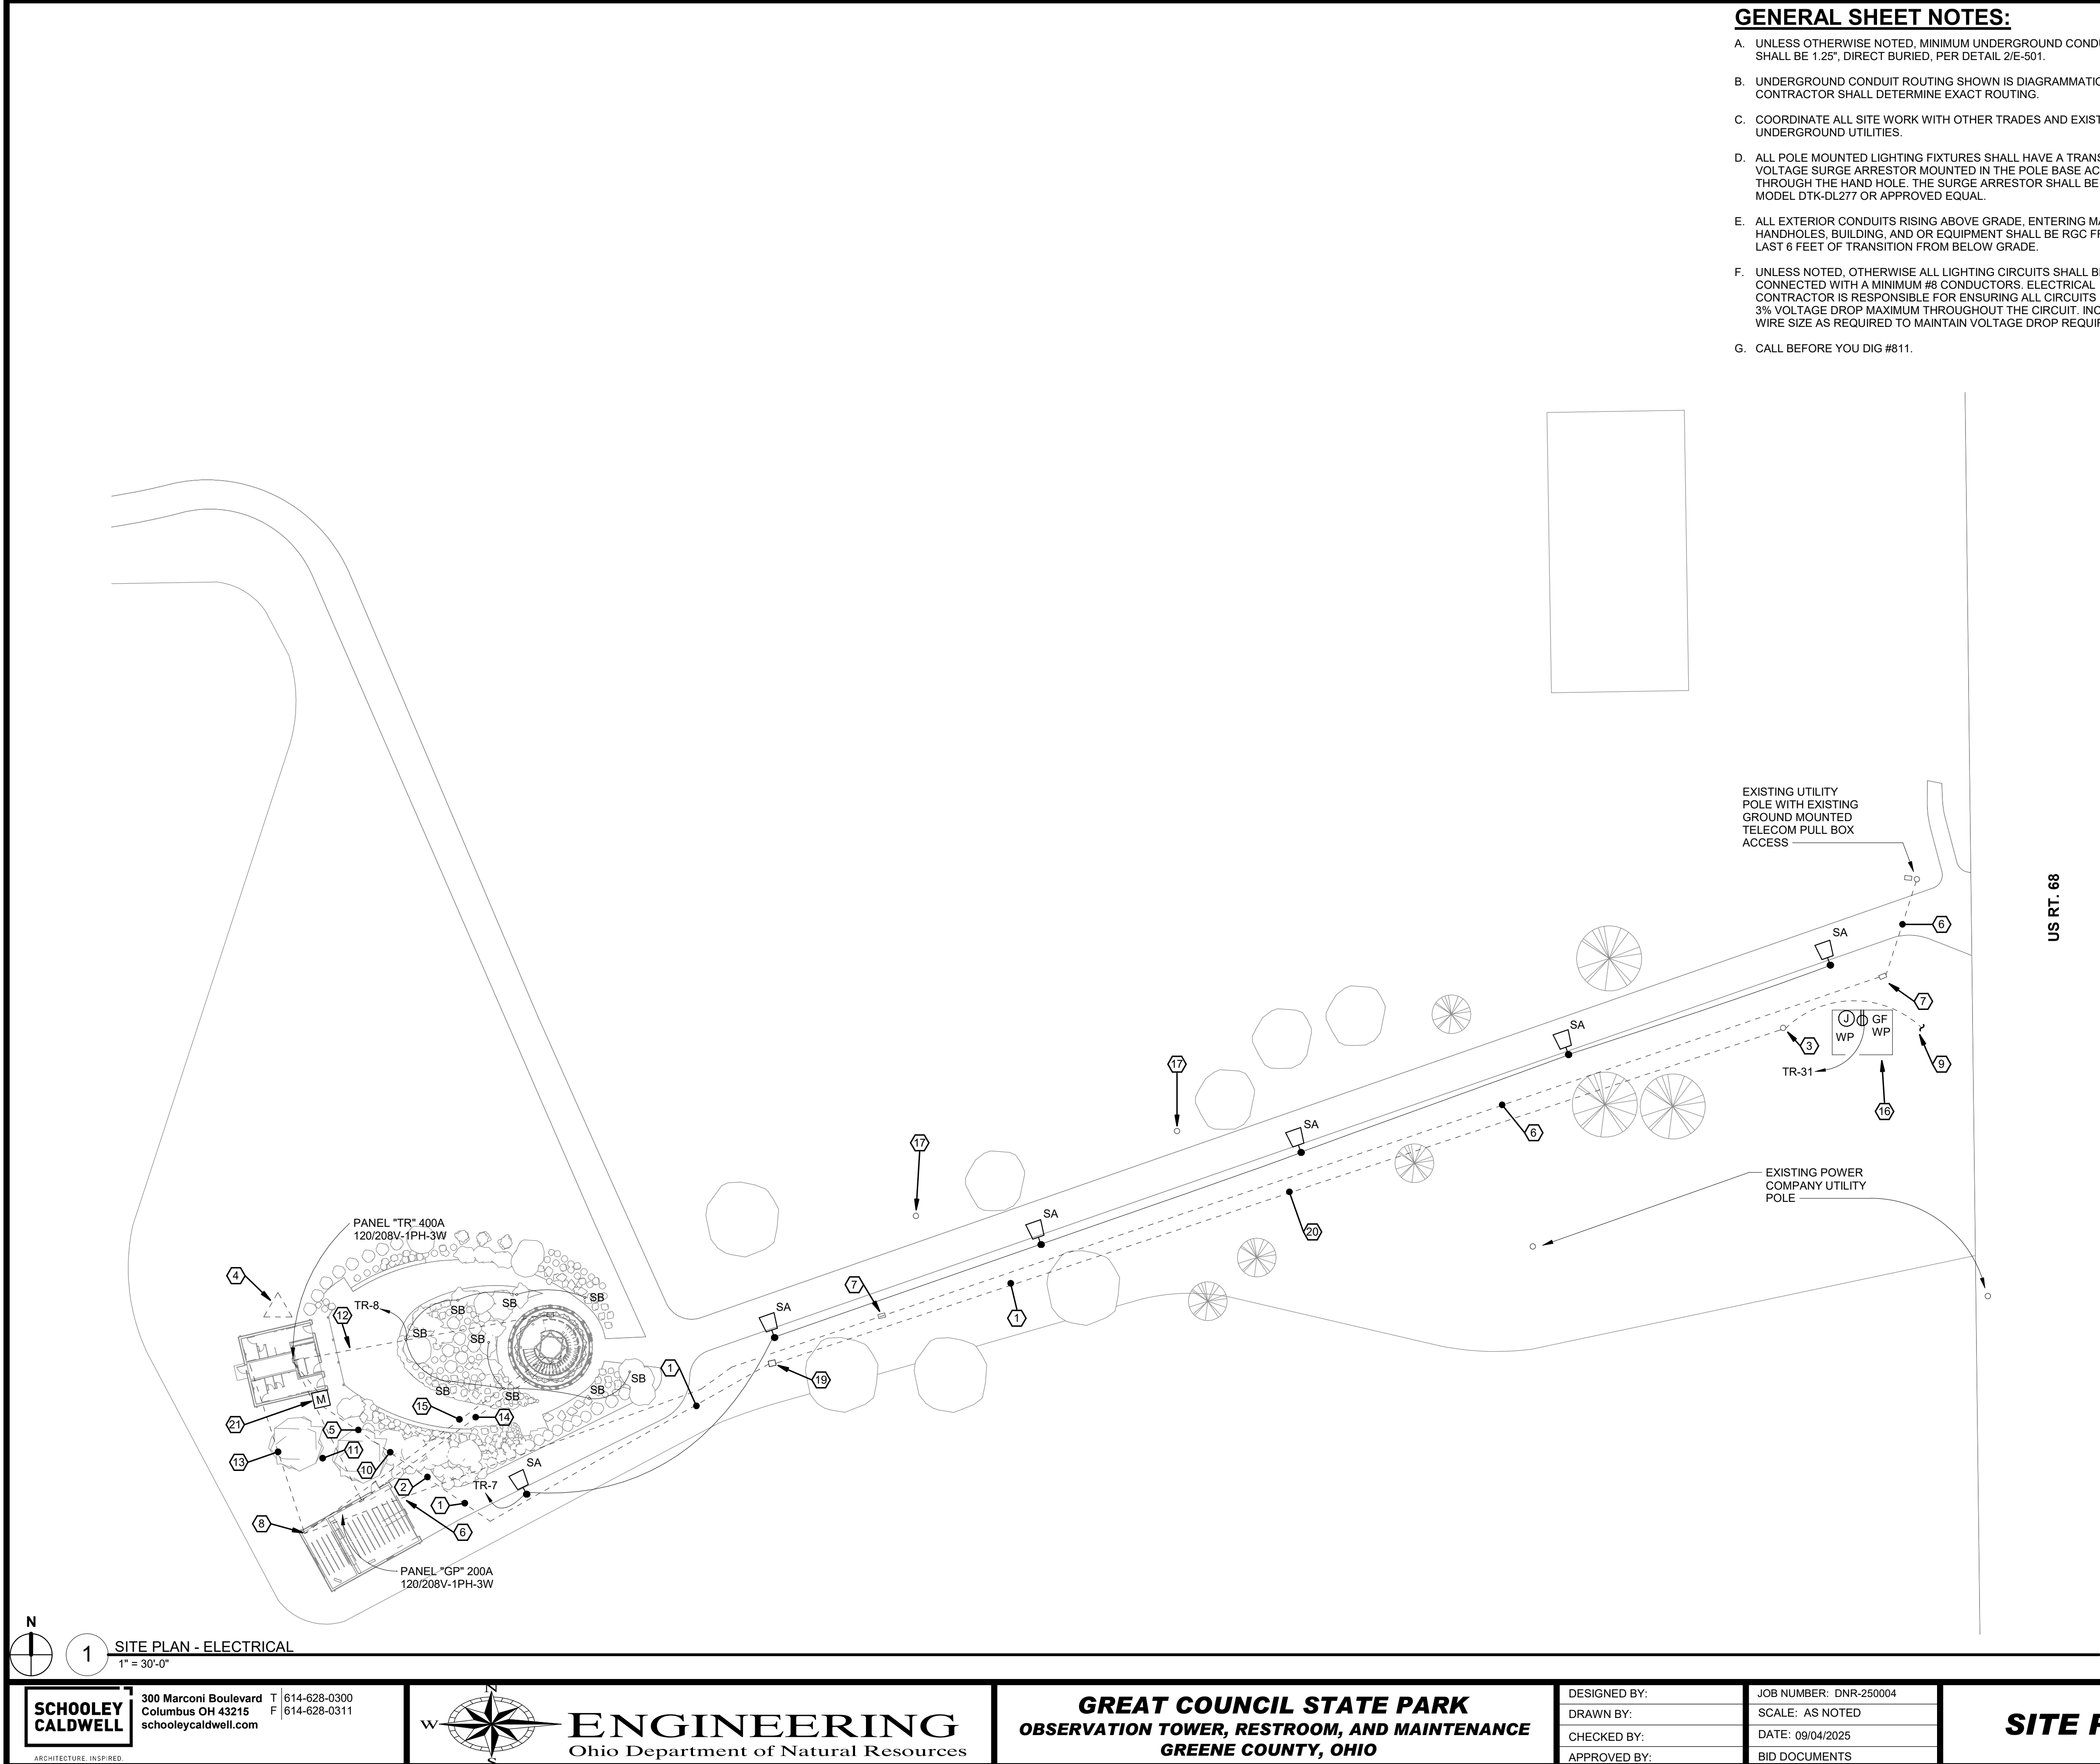 GENERAL SHEET NOTES:
A. UNLESS OTHERWISE NOTED, MINIMUM UNDERGROUND
SHALL BE 1.25", DIRECT BURIED, PER DETAIL 2/E-501.
B. UNDERGROUND CONDUIT ROUTING SHOWN IS
CONTRACTOR SHALL DETERMINE EXACT ROUTING.
C. COORDINATE ALL SITE WORK WITH OTHER TRADES AND
UNDERGROUND UTILITIES.
D. ALL POLE MOUNTED LIGHTING FIXTURES SHALL HAVE A
VOLTAGE SURGE ARRESTOR MOUNTED IN THE POLE BASE
THROUGH THE HAND HOLE. THE SURGE ARRESTOR SHALL BE
MODEL DTK-DL277 OR APPROVED EQUAL.
E. ALL EXTERIOR CONDUITS RISING ABOVE GRADE, ENTERING
HANDHOLES, BUILDING, AND OR EQUIPMENT SHALL BE RGC
LAST 6 FEET OF TRANSITION FROM BELOW GRADE.
F. UNLESS NOTED, OTHERWISE ALL LIGHTING CIRCUITS SHALL
CONNECTED WITH A MINIMUM #8 CONDUCTORS. ELECTRICAL
CONTRACTOR IS RESPONSIBLE FOR ENSURING ALL CIRCUITS
3% VOLTAGE DROP MAXIMUM THROUGHOUT THE CIRCUIT.
WIRE SIZE AS REQUIRED TO MAINTAIN VOLTAGE DROP
G. CALL BEFORE YOU DIG #811.
EXISTING UTILITY
POLE WITH EXISTING
GROUND MOUNTED
TELECOM PULL BOX
ACCESS
US RT. 68
6
SA
7
J
GF
WP
WP
3
9
TR-31
16
SA
17
6
SA
17
EXISTING POWER
COMPANY UTILITY
POLE
20
SA
PANEL "TR" 400A
120/208V-1PH-3W
4
7
1
TR-8
12
SB
SB
SB
SA
SB
SB
1
19
SB
SB
SB
SB
M
21
15
14
5
11
13
10
SA
2
TR-7
1
8
6
PANEL "GP" 200A
120/208V-1PH-3W
N
1
SITE PLAN - ELECTRICAL
1" = 30'-0"
SCHOOLEY
CALDWELL
ARCHITECTURE. INSPIRED.
300 Marconi Boulevard T 614-628-0300
Columbus OH 43215 F 614-628-0311
schooleycaldwell.com
N
W
S
ENGINEERING
Ohio Department of Natural Resources
GREAT COUNCIL STATE PARK
OBSERVATION TOWER, RESTROOM, AND MAINTENANCE
GREENE COUNTY, OHIO
DESIGNED BY:
DRAWN BY:
CHECKED BY:
APPROVED BY:
JOB NUMBER: DNR-250004
SCALE: AS NOTED
DATE: 09/04/2025
BID DOCUMENTS
SITE